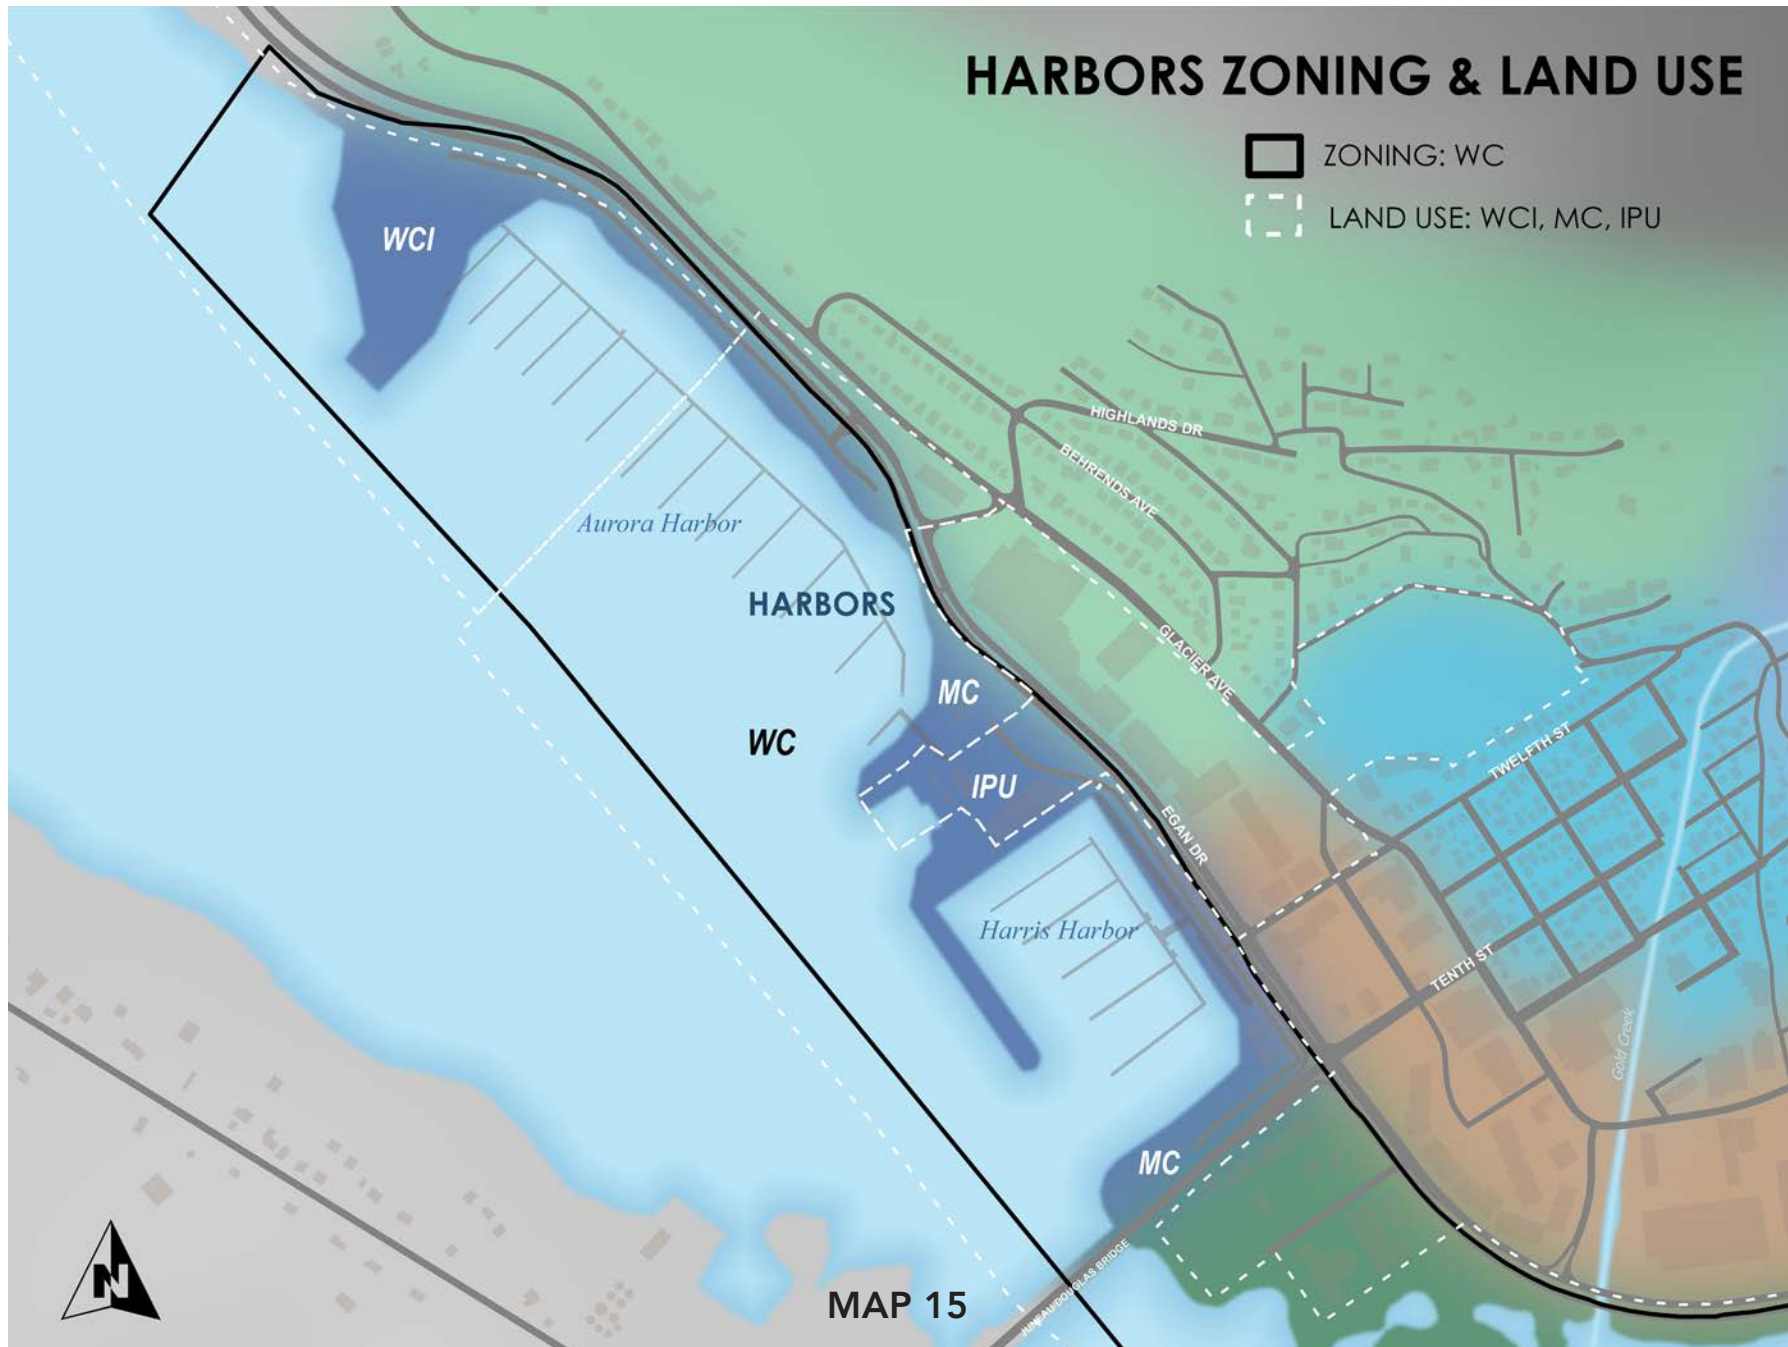 HARBORS ZONING & LAND USE
ZONING: WC
LAND USE: WCI, MC, IPU
WCI
HIGHLANDS DR
BEHRENDS AVE
Aurora Harbor
HARBORS
GLACIER AVE
MC
WC
TWELFTH ST
IPU
EGAN DR
Harris Harbor
TENTH ST
Gold Creek
MC
JUNEAU/DOUGLAS BRIDGE
N
MAP 15